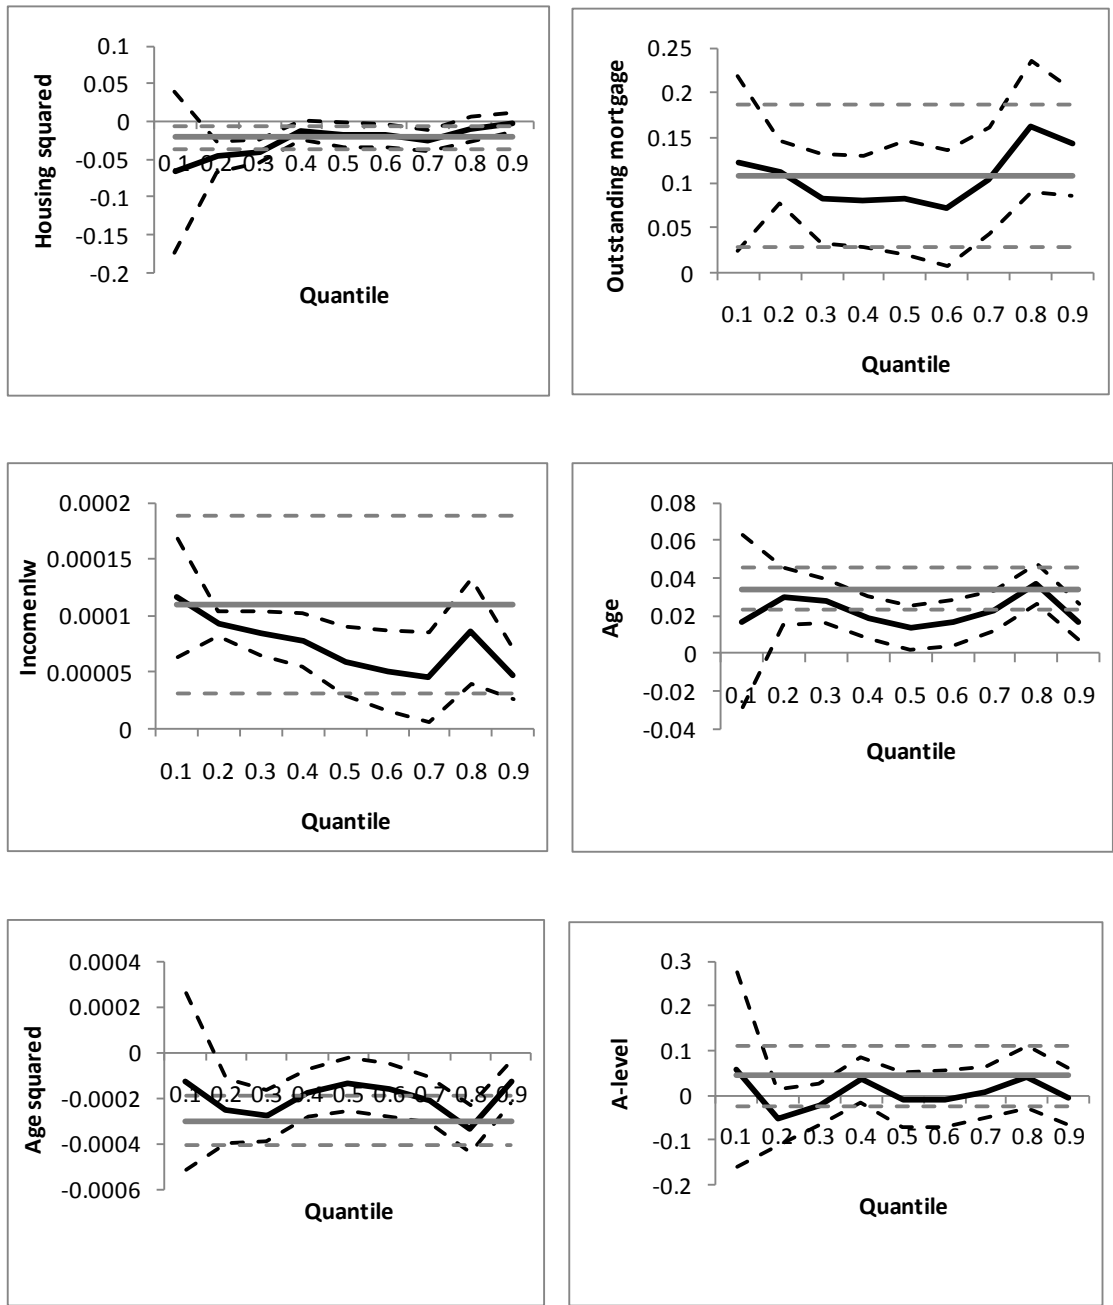 0.1
0.05
0
-0.05
-0.1
-0.15
-0.2
Housing squared
0.1 0.2 0.3 0.4 0.5 0.6 0.7 0.8 0.9
Quantile
0.25
0.2
0.15
0.1
0.05
0
Outstanding mortgage
0.1 0.2 0.3 0.4 0.5 0.6 0.7 0.8 0.9
Quantile
0.0002
0.00015
0.0001
0.00005
0
Incomenlw
0.1 0.2 0.3 0.4 0.5 0.6 0.7 0.8 0.9
Quantile
0.08
0.06
0.04
0.02
0
-0.02
-0.04
Age
0.1 0.2 0.3 0.4 0.5 0.6 0.7 0.8 0.9
Quantile
0.0004
0.0002
0
-0.0002
-0.0004
-0.0006
Age squared
0.1 0.2 0.3 0.4 0.5 0.6 0.7 0.8 0.9
Quantile
0.3
0.2
0.1
0
-0.1
-0.2
A-level
0.1 0.2 0.3 0.4 0.5 0.6 0.7 0.8 0.9
Quantile